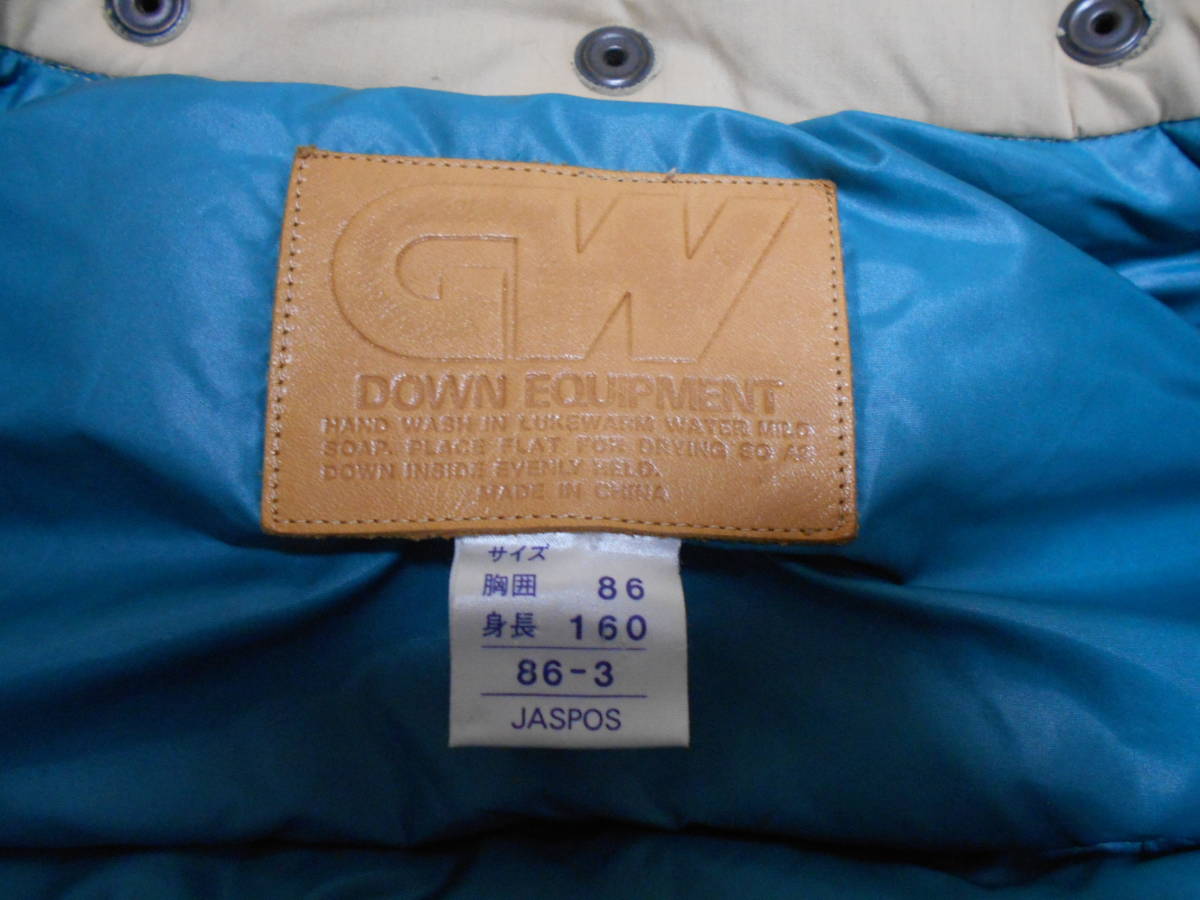 GW
DOWN EQUIPMENT
HAND WASH IN LUKEWARM WATER MILD
SOAP. PLACE FLAT FOR DRYING SO AS
DOWN INSIDE EVENLY HELD.
MADE IN CHINA
サイズ
胸囲 86
身長 160
86-3
JASPOS